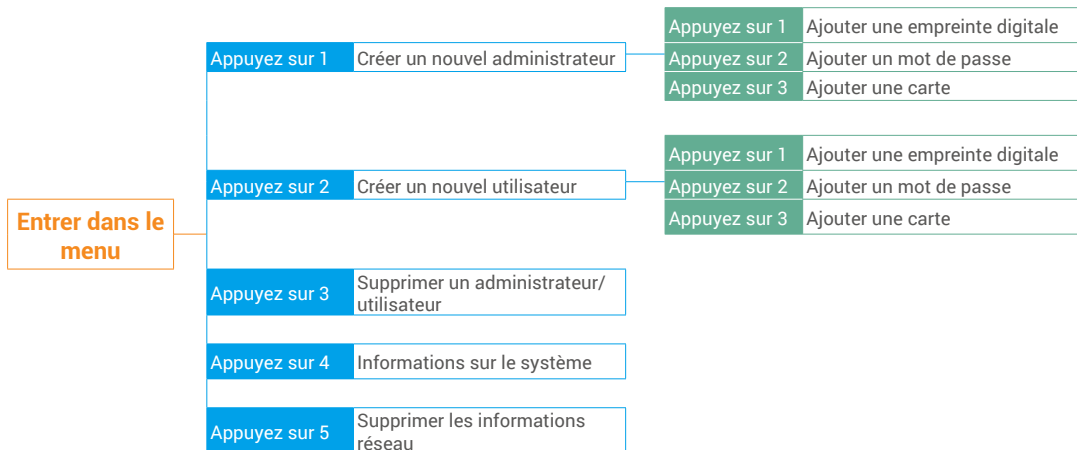 Entrer dans le
menu
Appuyez sur 1 Créer un nouvel administrateur
Appuyez sur 1 Ajouter une empreinte digitale
Appuyez sur 2 Ajouter un mot de passe
Appuyez sur 3 Ajouter une carte
Appuyez sur 2 Créer un nouvel utilisateur
Appuyez sur 1 Ajouter une empreinte digitale
Appuyez sur 2 Ajouter un mot de passe
Appuyez sur 3 Ajouter une carte
Appuyez sur 3 Supprimer un administrateur/
utilisateur
Appuyez sur 4 Informations sur le système
Appuyez sur 5 Supprimer les informations
réseau